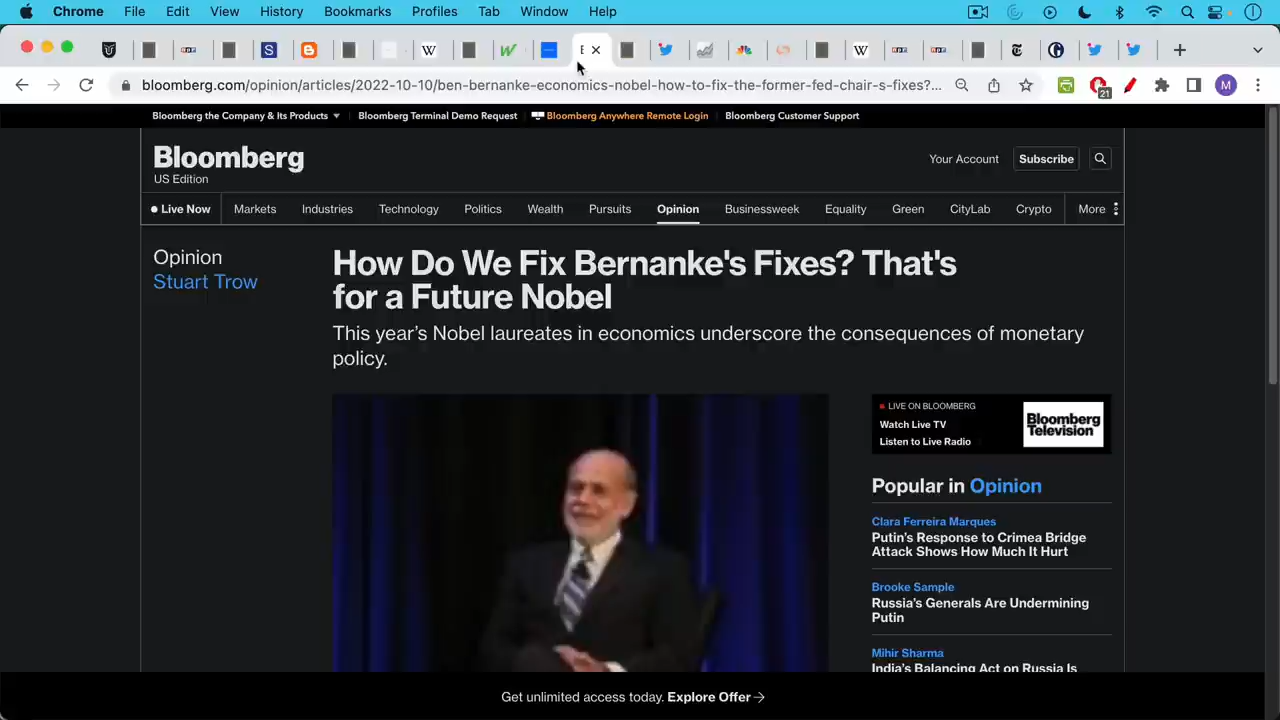 Chrome File Edit View History Bookmarks Profiles Tab Window Help
bloomberg.com/opinion/articles/2022-10-10/ben-bernanke-economics-nobel-how-to-fix-the-former-fed-chair-s-fixes?...
21
M
Bloomberg the Company & Its Products Bloomberg Terminal Demo Request Bloomberg Anywhere Remote Login Bloomberg Customer Support
Bloomberg
US Edition
Your Account Subscribe
Live Now Markets Industries Technology Politics Wealth Pursuits Opinion Businessweek Equality Green CityLab Crypto More
Opinion
Stuart Trow
How Do We Fix Bernanke's Fixes? That's
for a Future Nobel
This year’s Nobel laureates in economics underscore the consequences of monetary
policy.
LIVE ON BLOOMBERG
Watch Live TV
Listen to Live Radio
Bloomberg
Television
Popular in Opinion
Clara Ferreira Marques
Putin’s Response to Crimea Bridge
Attack Shows How Much It Hurt
Brooke Sample
Russia’s Generals Are Undermining
Putin
Mihir Sharma
India’s Balancing Act on Russia Is
Get unlimited access today. Explore Offer